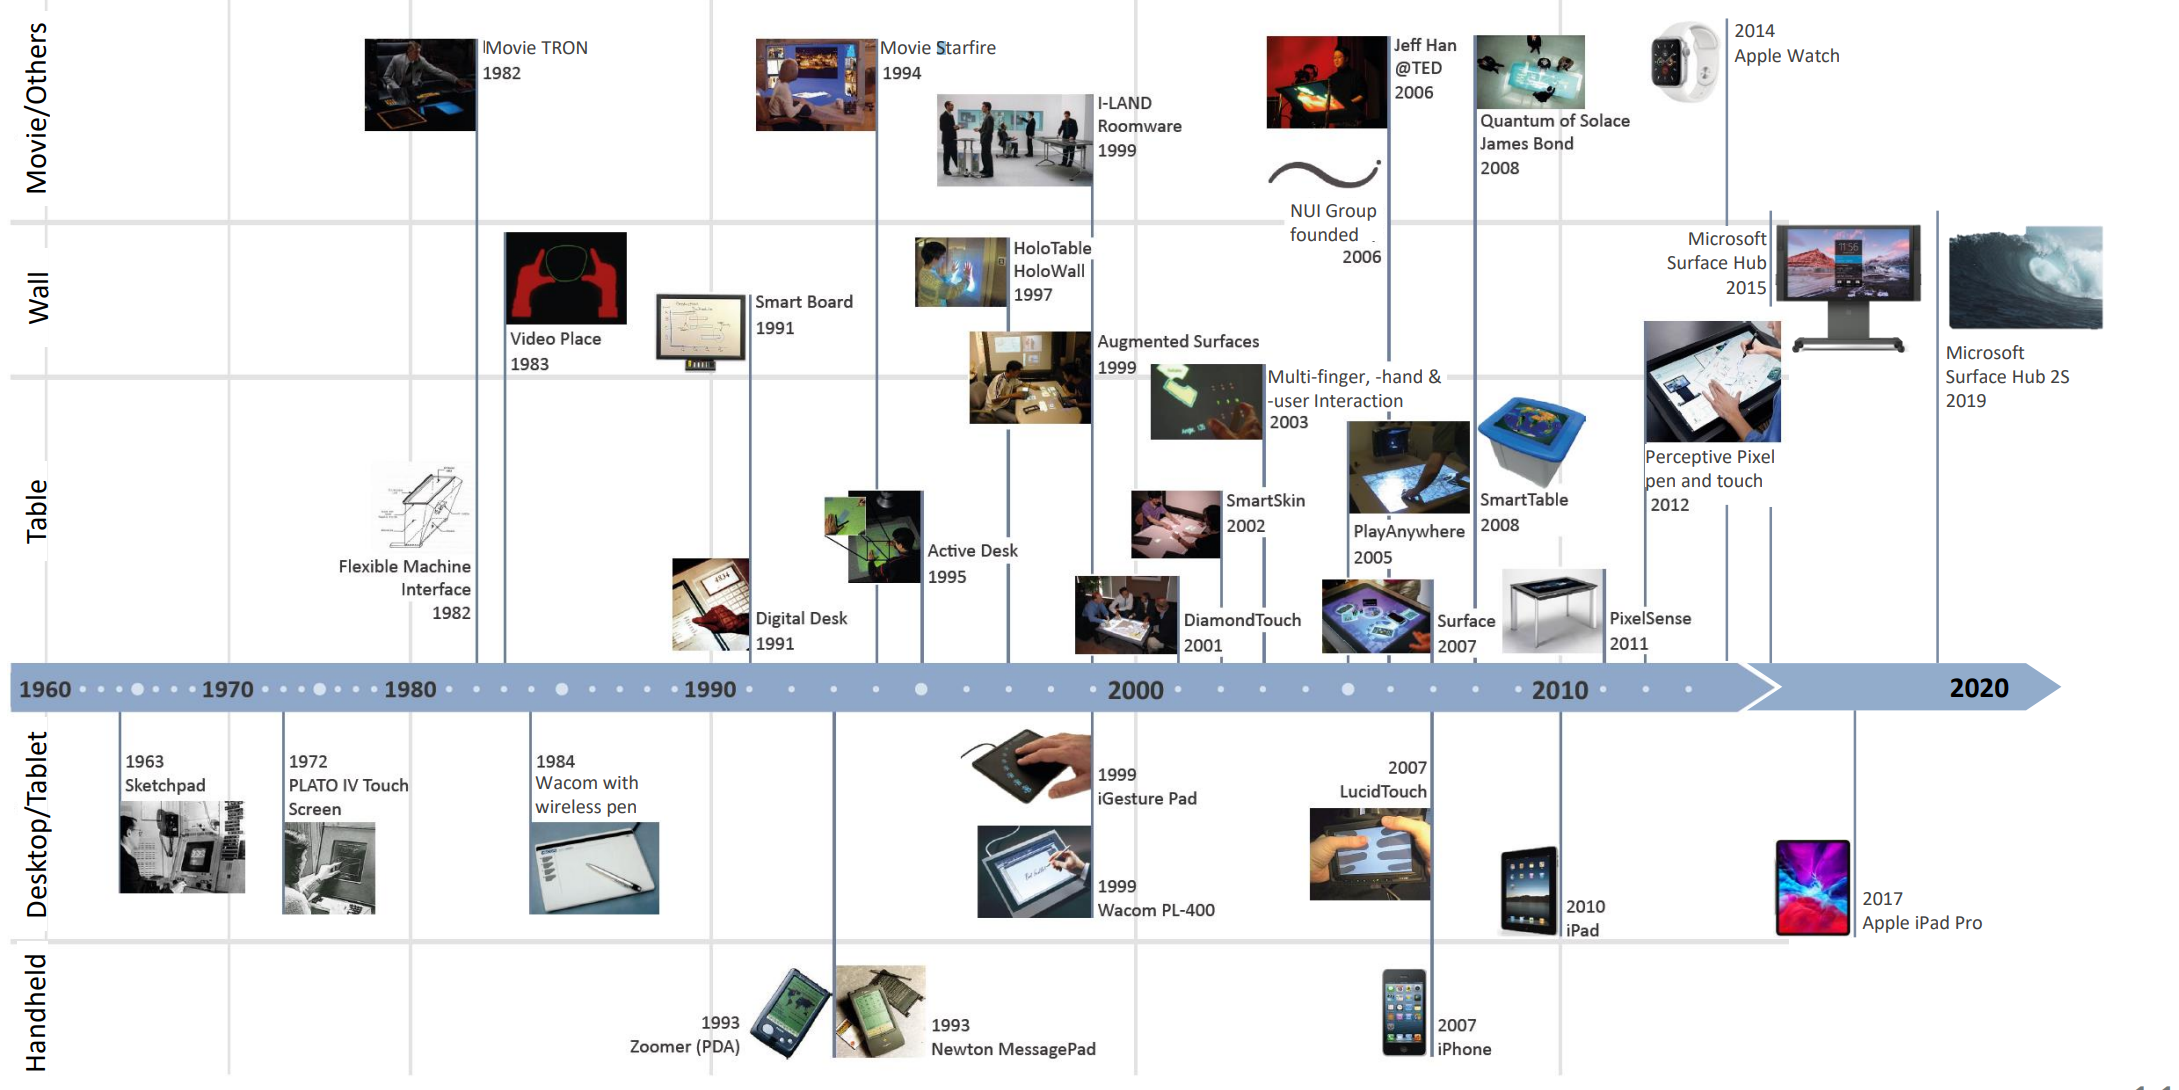 Movie/Others
Movie TRON
1982
Movie Starfire
1994
I-LAND
Roomware
1999
Jeff Han
@TED
2006
NUI Group
founded
2006
Quantum of Solace
James Bond
2008
2014
Apple Watch
Wall
Video Place
1983
Smart Board
1991
HoloTable
HoloWall
1997
Augmented Surfaces
1999
Microsoft
Surface Hub
2015
11:56
Microsoft
Surface Hub 2S
2019
Table
Flexible Machine
Interface
1982
Digital Desk
1991
Active Desk
1995
Multi-finger, -hand &
-user Interaction
2003
SmartSkin
2002
DiamondTouch
2001
PlayAnywhere
2005
Surface
2007
SmartTable
2008
PixelSense
2011
Perceptive Pixel
pen and touch
2012
1960
1970
1980
1990
2000
2010
2020
Desktop/Tablet
1963
Sketchpad
1972
PLATO IV Touch
Screen
1984
Wacom with
wireless pen
1999
iGesture Pad
1999
Wacom PL-400
2007
LucidTouch
2010
iPad
2017
Apple iPad Pro
Handheld
1993
Zoomer (PDA)
1993
Newton MessagePad
2007
iPhone